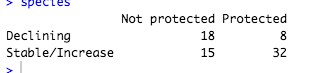 > species
Not protected Protected
Declining 18 8
Stable/Increase 15 32
>